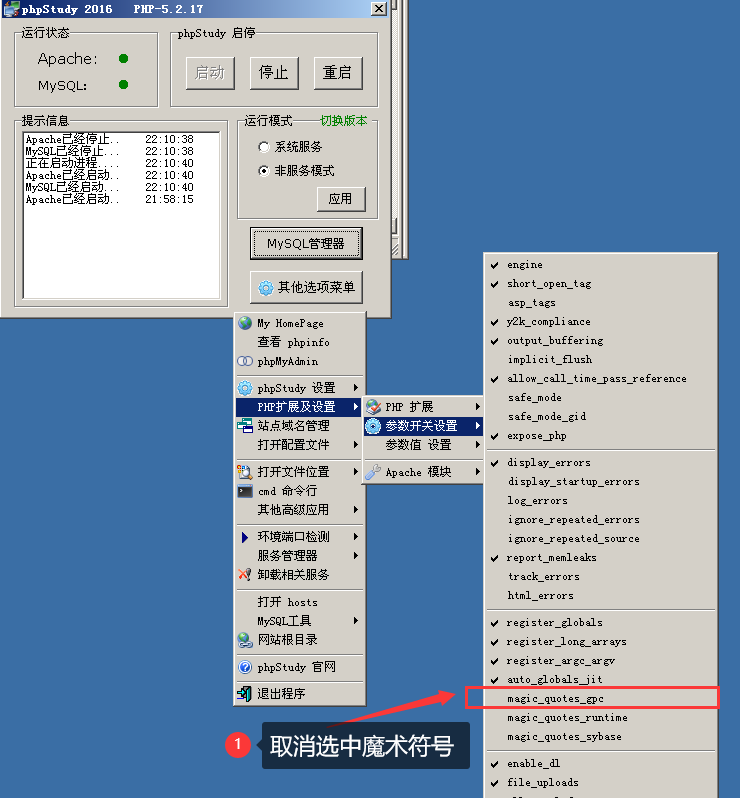 phpStudy 2016 PHP-5.2.17
运行状态
Apache:
MySQL:
phpStudy 启停
启动
停止
重启
提示信息
Apache已经停止.. 22:10:38
MySQL已经停止... 22:10:38
正在启动进程.... 22:10:40
Apache已经启动.. 22:10:40
MySQL已经启动... 22:10:40
Apache已经启动.. 21:58:15
运行模式
切换版本
系统服务
非服务模式
应用
MySQL管理器
其他选项菜单
My HomePage
查看 phpinfo
phpMyAdmin
phpStudy 设置
PHP扩展及设置
站点域名管理
打开配置文件
打开文件位置
cmd 命令行
其他高级应用
环境端口检测
服务管理器
卸载相关服务
打开 hosts
MySQL工具
网站根目录
phpStudy 官网
退出程序
PHP 扩展
参数开关设置
参数值 设置
Apache 模块
engine
short_open_tag
asp_tags
y2k_compliance
output_buffering
implicit_flush
allow_call_time_pass_reference
safe_mode
safe_mode_gid
expose_php
display_errors
display_startup_errors
log_errors
ignore_repeated_errors
ignore_repeated_source
report_memleaks
track_errors
html_errors
register_globals
register_long_arrays
register_argc_argv
auto_globals_jit
magic_quotes_gpc
magic_quotes_runtime
magic_quotes_sybase
enable_dl
file_uploads
1 取消选中魔术符号